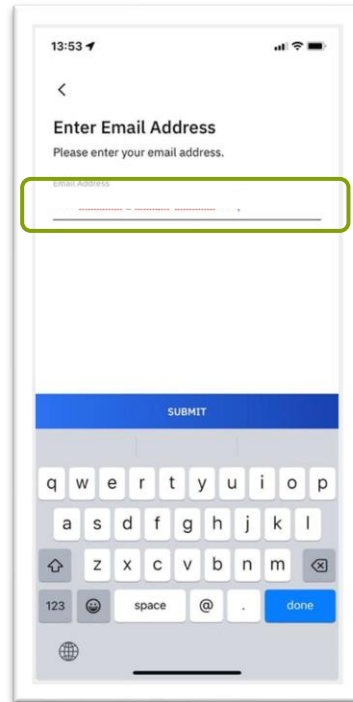 13:53
Enter Email Address
Please enter your email address.
Email Address
SUBMIT
q w e r t y u i o p
a s d f g h j k l
z x c v b n m
123 space @ . done